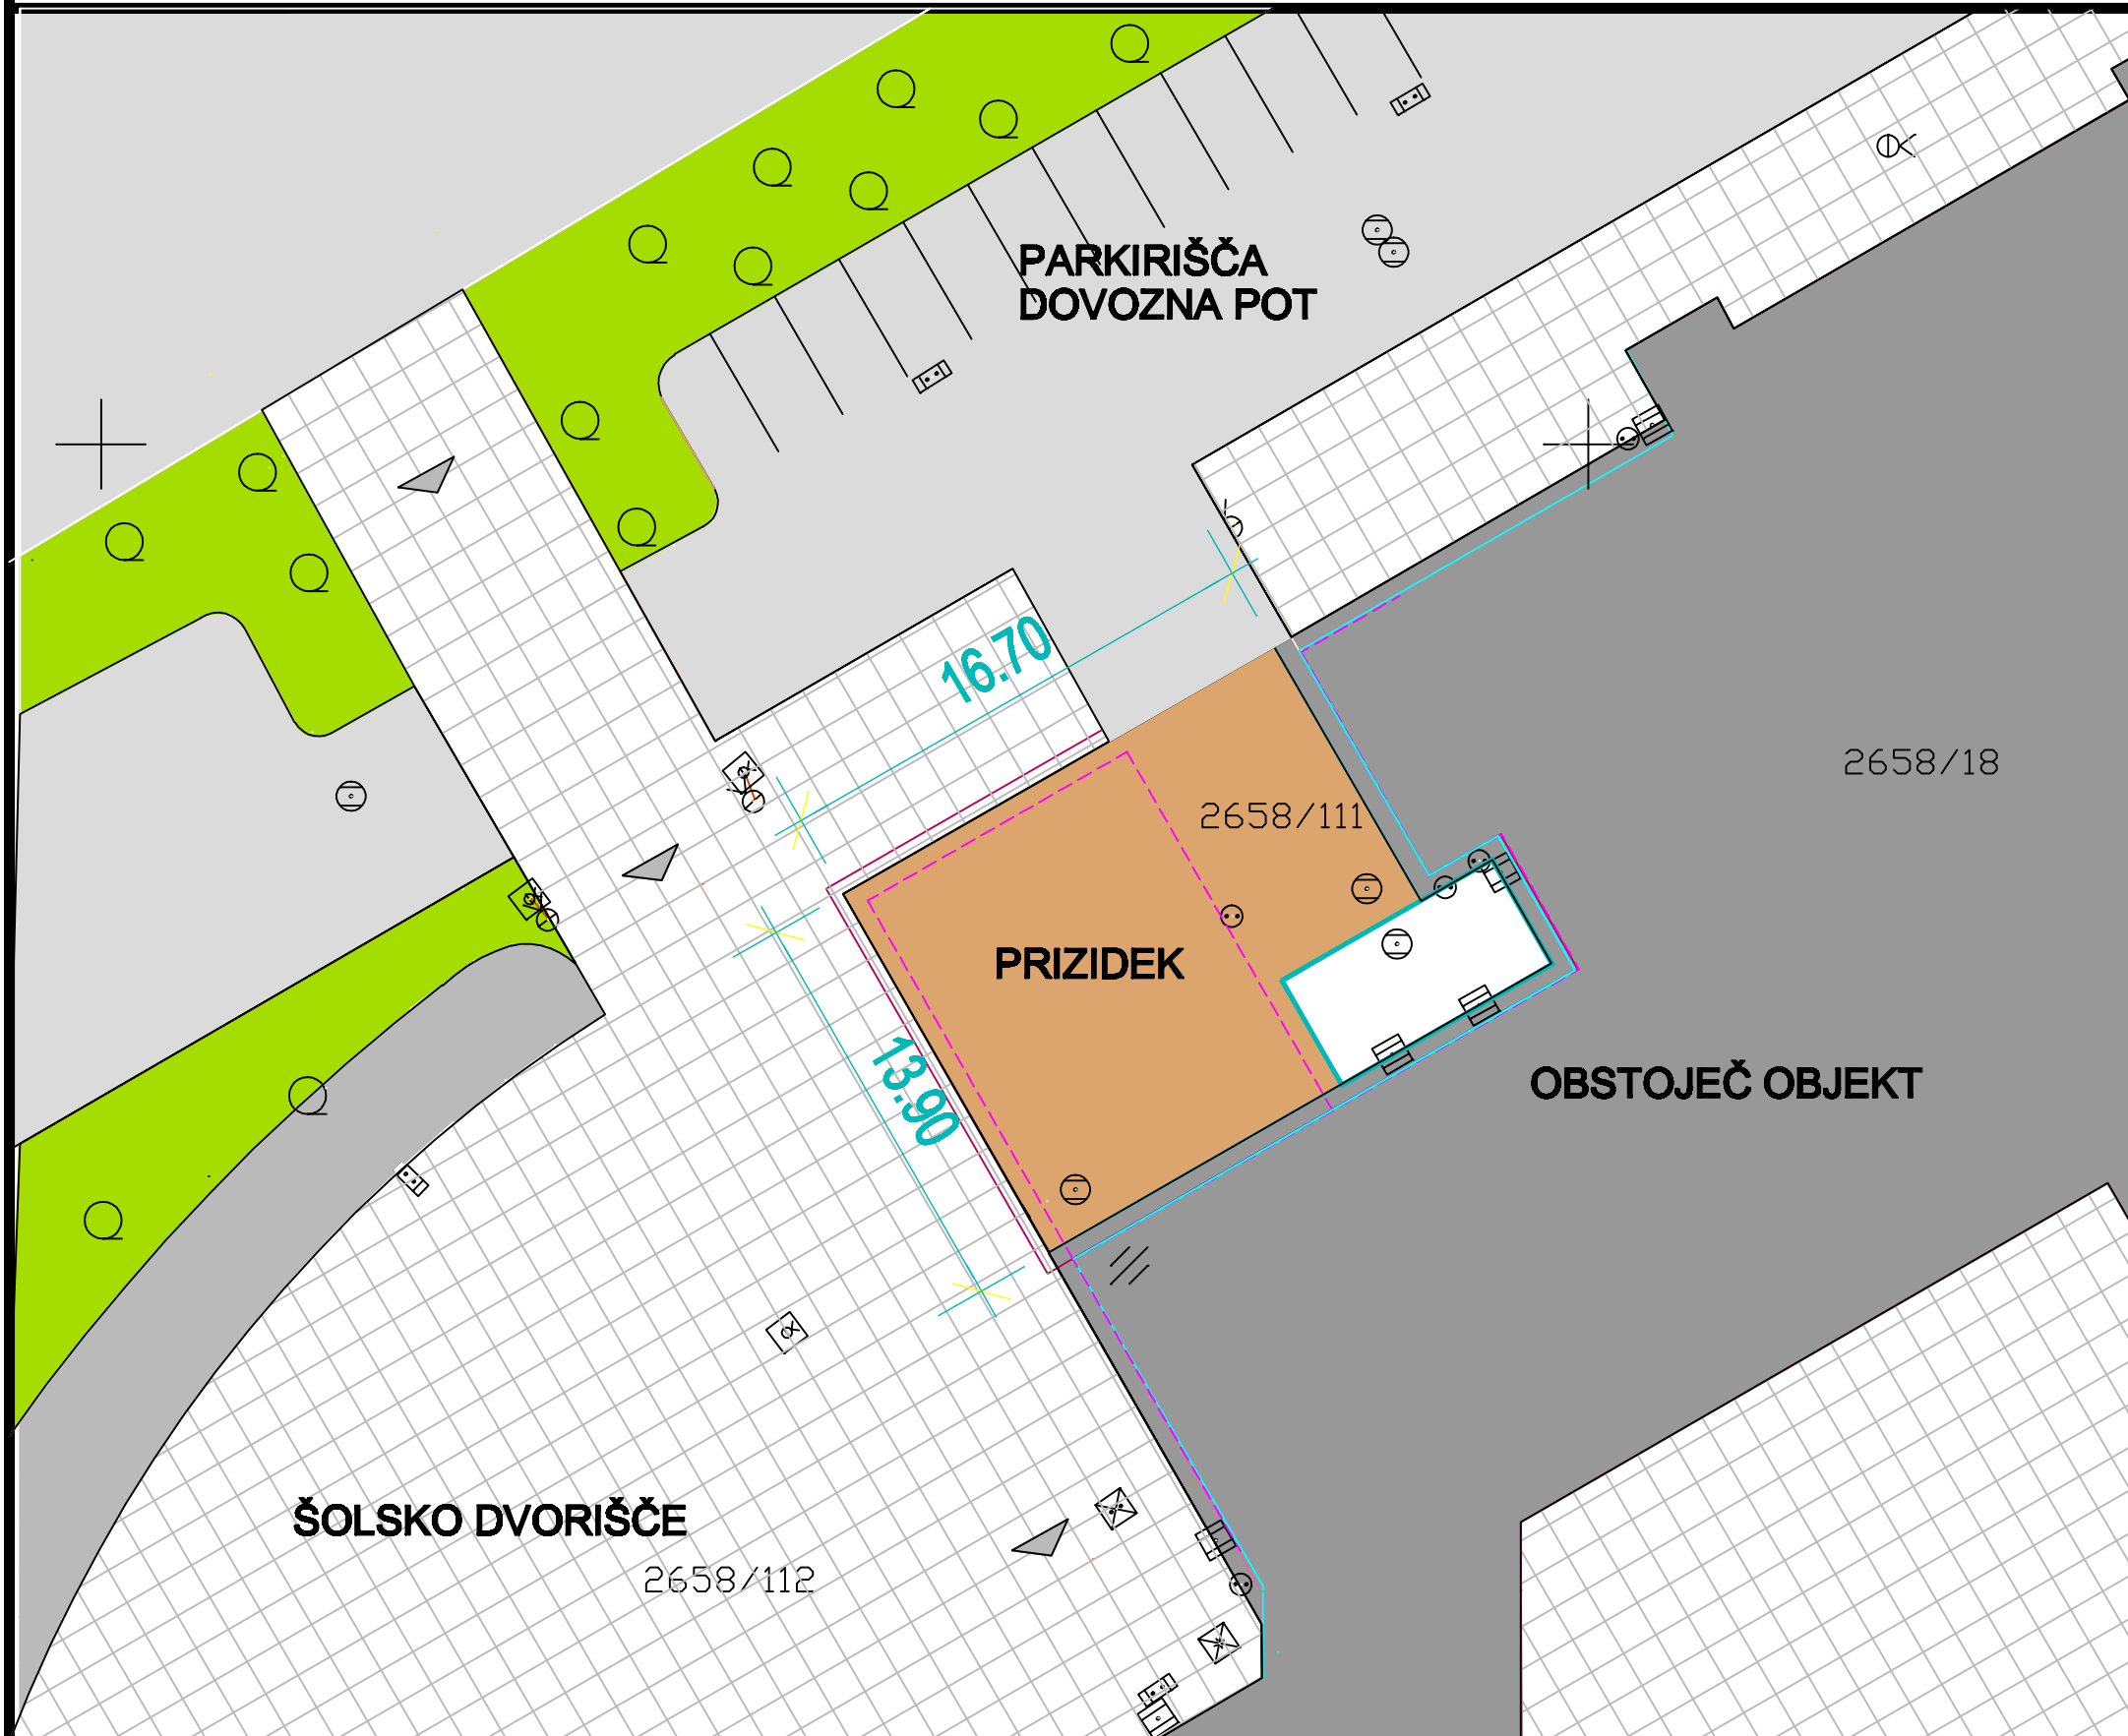 PARKIRIŠČA
DOVOZNA POT
16.70
2658/18
2658/111
PRIZIDEK
13.90
OBSTOJEČ OBJEKT
ŠOLSKO DVORIŠČE
2658/112